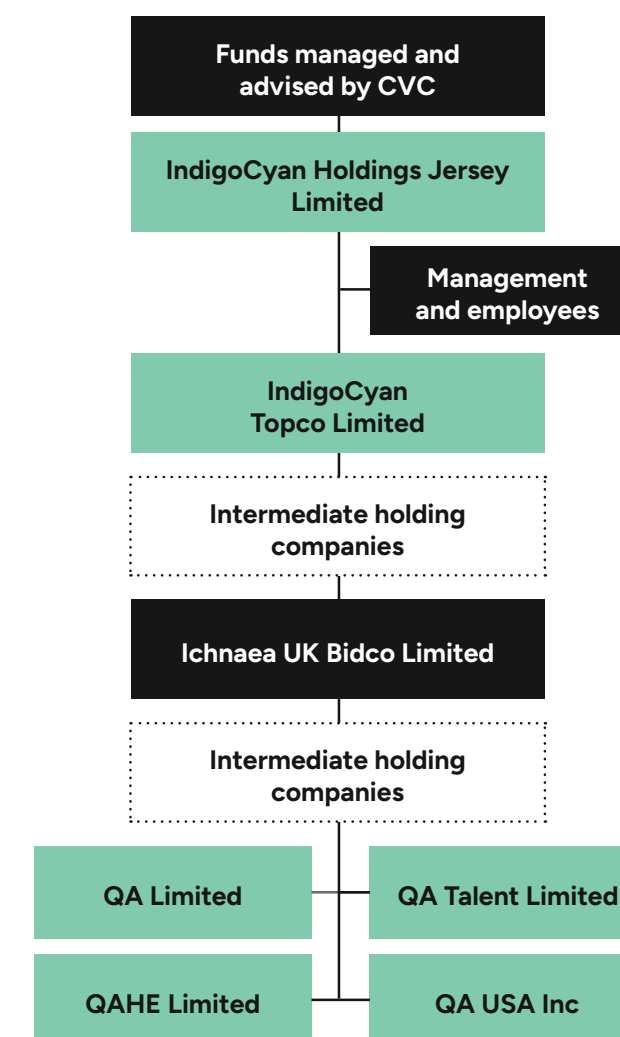 Funds managed and
advised by CVC
IndigoCyan Holdings Jersey
Limited
Management
and employees
IndigoCyan
Topco Limited
Intermediate holding
companies
Ichnaea UK Bidco Limited
Intermediate holding
companies
QA Limited
QA Talent Limited
QAHE Limited
QA USA Inc